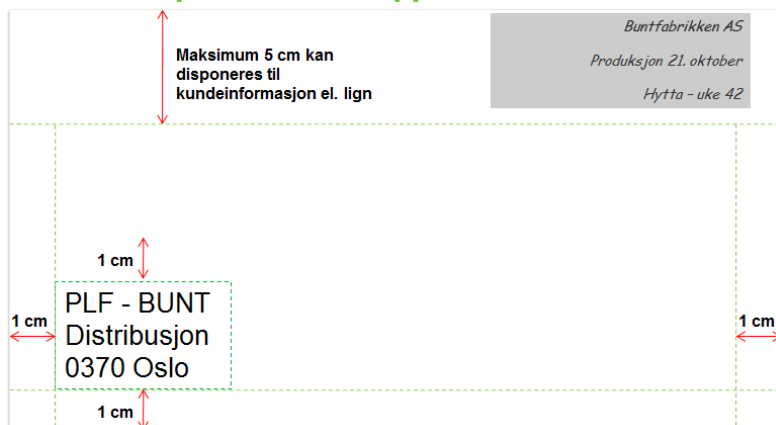 Maksimum 5 cm kan
disponeres til
kundeinformasjon el. lign
Buntfabrikken AS
Produksjon 21. oktober
Hytta – uke 42
1 cm
PLF - BUNT
Distribusjon
0370 Oslo
1 cm
1 cm
1 cm